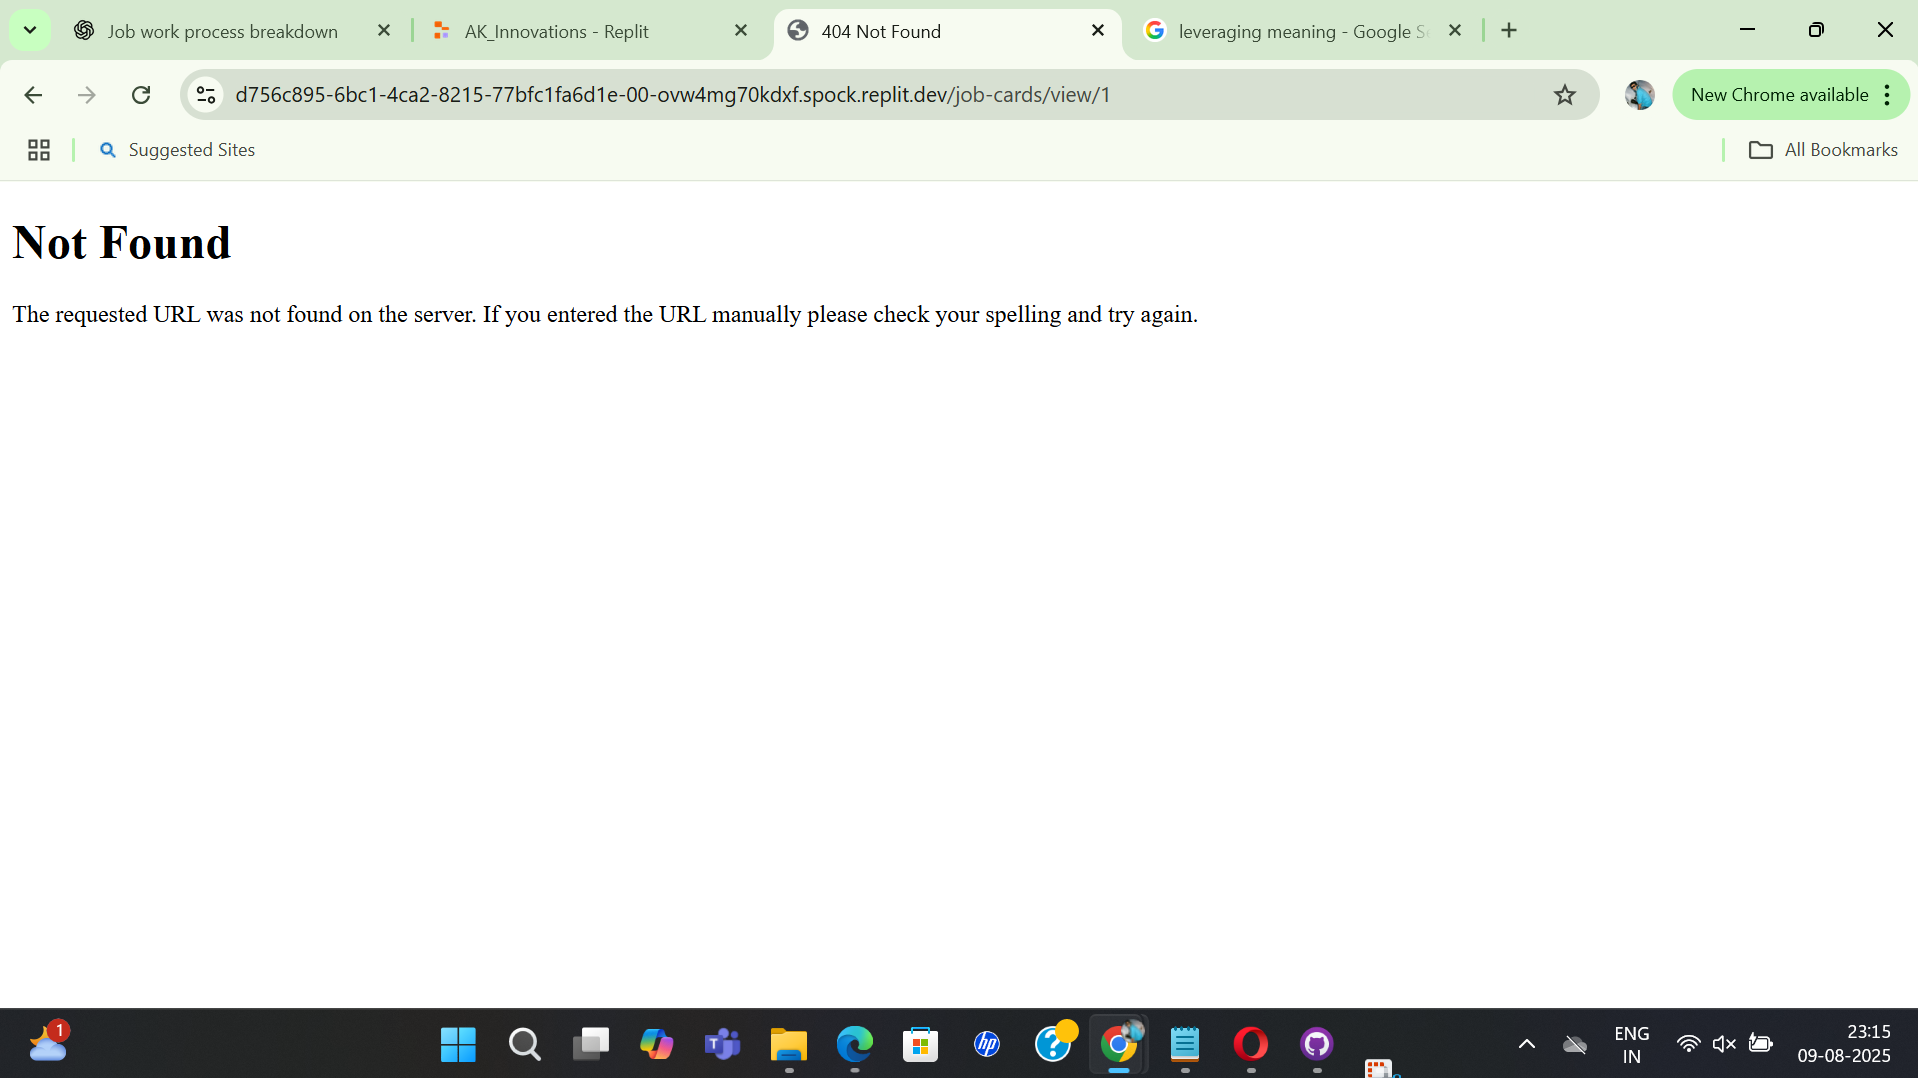 Job work process breakdown
AK_Innovations - Replit
404 Not Found
leveraging meaning - Google S
d756c895-6bc1-4ca2-8215-77bfc1fa6d1e-00-ovw4mg70kdxf.spock.replit.dev/job-cards/view/1
New Chrome available
Suggested Sites
All Bookmarks
Not Found
The requested URL was not found on the server. If you entered the URL manually please check your spelling and try again.
1
T
hp
?
ENG
IN
23:15
09-08-2025